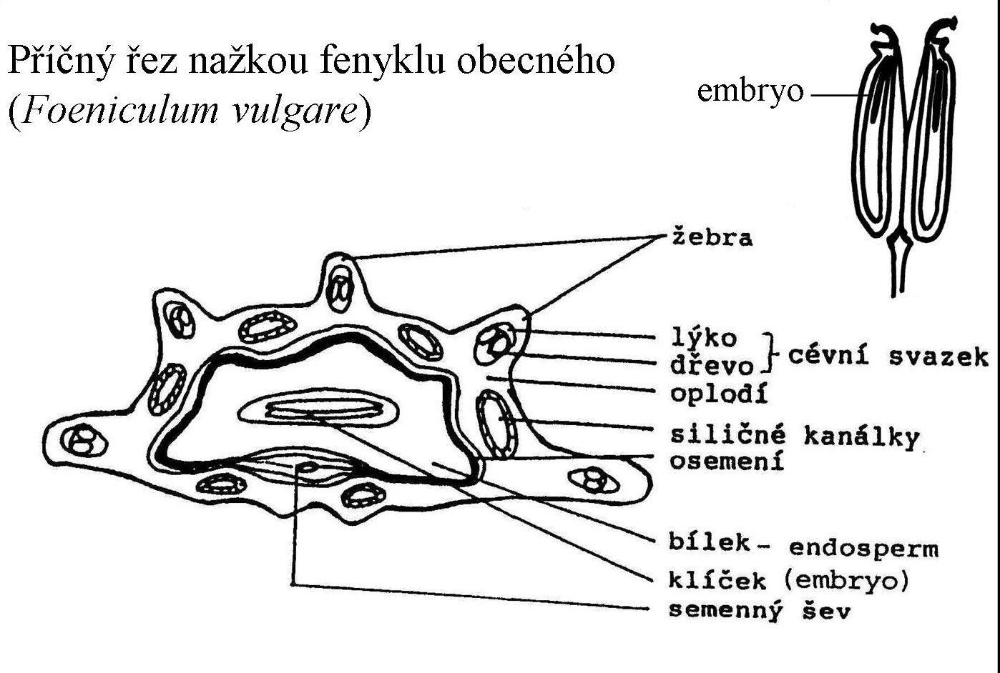 Příčný řez nažkou fenyklu obecného
(Foeniculum vulgare)
embryo
žebra
lýko
dřevo
cévní svazek
oplodí
siličné kanálky
osemení
bílek - endosperm
klíček (embryo)
semenný šev